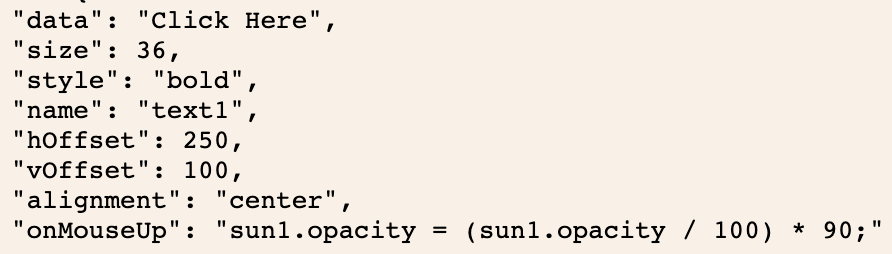 "data": "Click Here",
"size": 36,
"style": "bold",
"name": "text1",
"hOffset": 250,
"vOffset": 100,
"alignment": "center",
"onMouseUp": "sun1.opacity = (sun1.opacity / 100) * 90;"